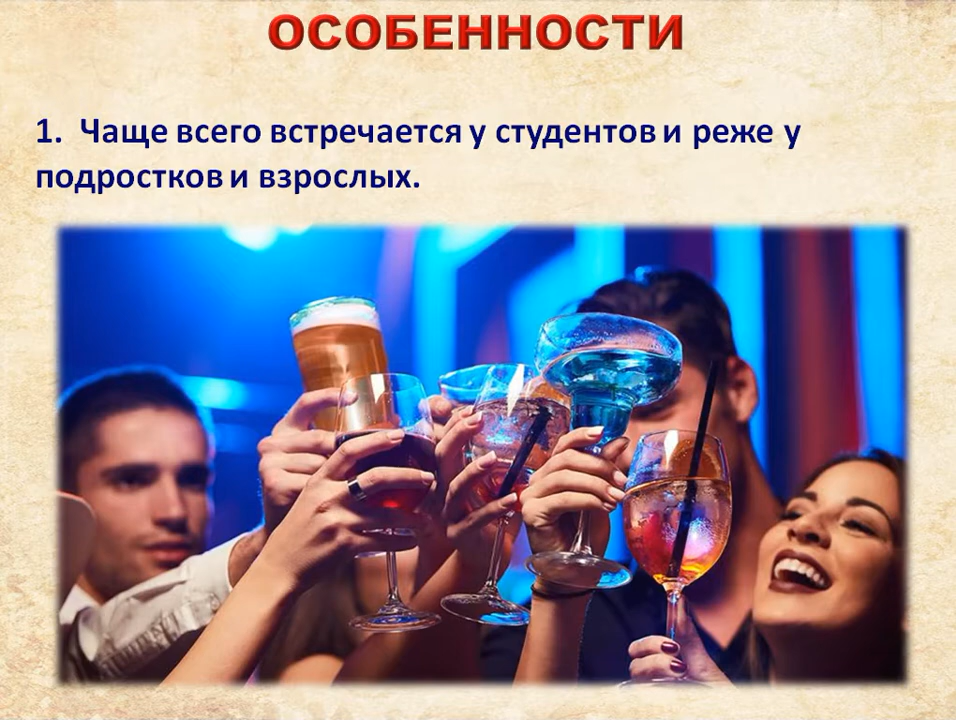 ОСОБЕННОСТИ
1. Чаще всего встречается у студентов и реже у
подростков и взрослых.